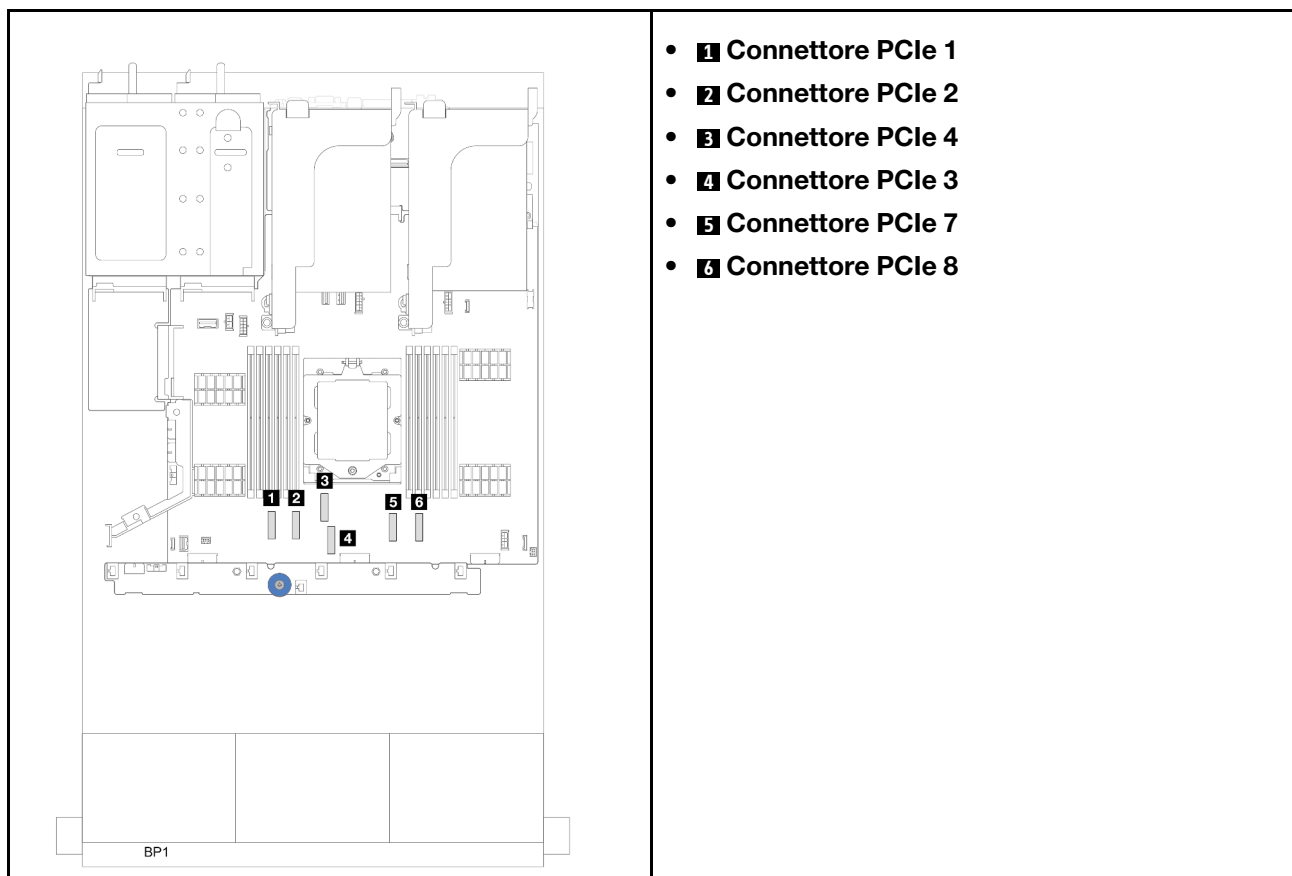 • 1 Connettore PCIe 1
• 2 Connettore PCIe 2
• 3 Connettore PCIe 4
• 4 Connettore PCIe 3
• 5 Connettore PCIe 7
• 6 Connettore PCIe 8
3
1 2
5 6
4
BP1